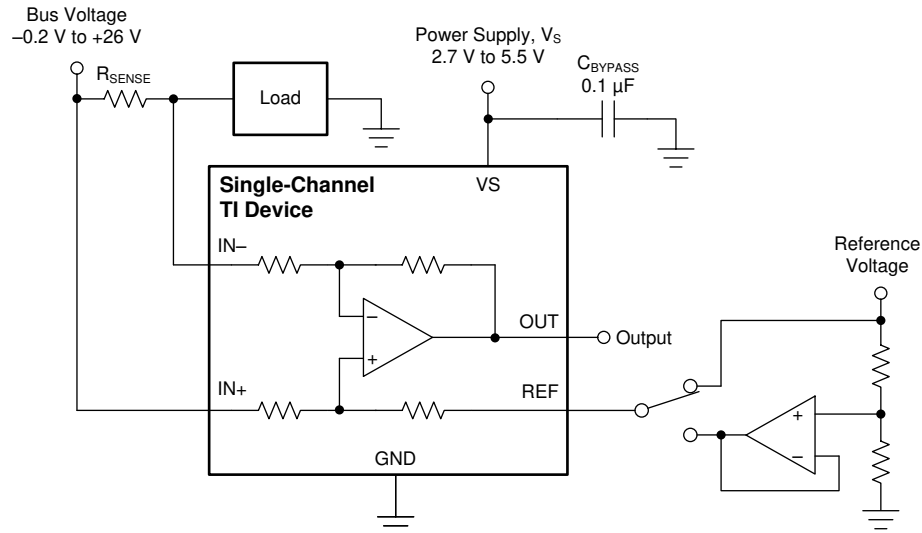 Bus Voltage
–0.2 V to +26 V
R_SENSE
Load
Power Supply, V_S
2.7 V to 5.5 V
C_BYPASS
0.1 µF
Single-Channel
TI Device
VS
IN–
–
+
OUT
Output
IN+
REF
GND
Reference
Voltage
+
–